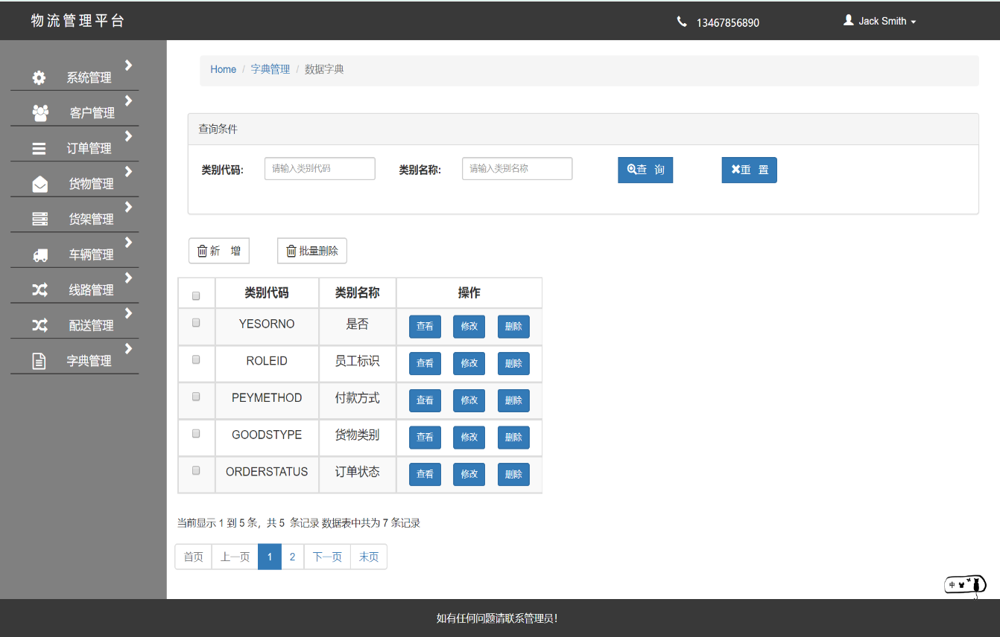 物流管理平台
13467856890
Jack Smith
系统管理
客户管理
订单管理
货物管理
货架管理
车辆管理
线路管理
配送管理
字典管理
Home / 字典管理 / 数据字典
查询条件
类别代码: 请输入类别代码 类别名称: 请输入类别名称 查 询 重 置
新 增 批量删除
类别代码 类别名称 操作
YESORNO 是否 查看 修改 删除
ROLEID 员工标识 查看 修改 删除
PEYMETHOD 付款方式 查看 修改 删除
GOODSTYPE 货物类别 查看 修改 删除
ORDERSTATUS 订单状态 查看 修改 删除
当前显示 1 到 5 条，共 5 条记录 数据表中共为 7 条记录
首页 上一页 1 2 下一页 末页
中
如有任何问题请联系管理员！